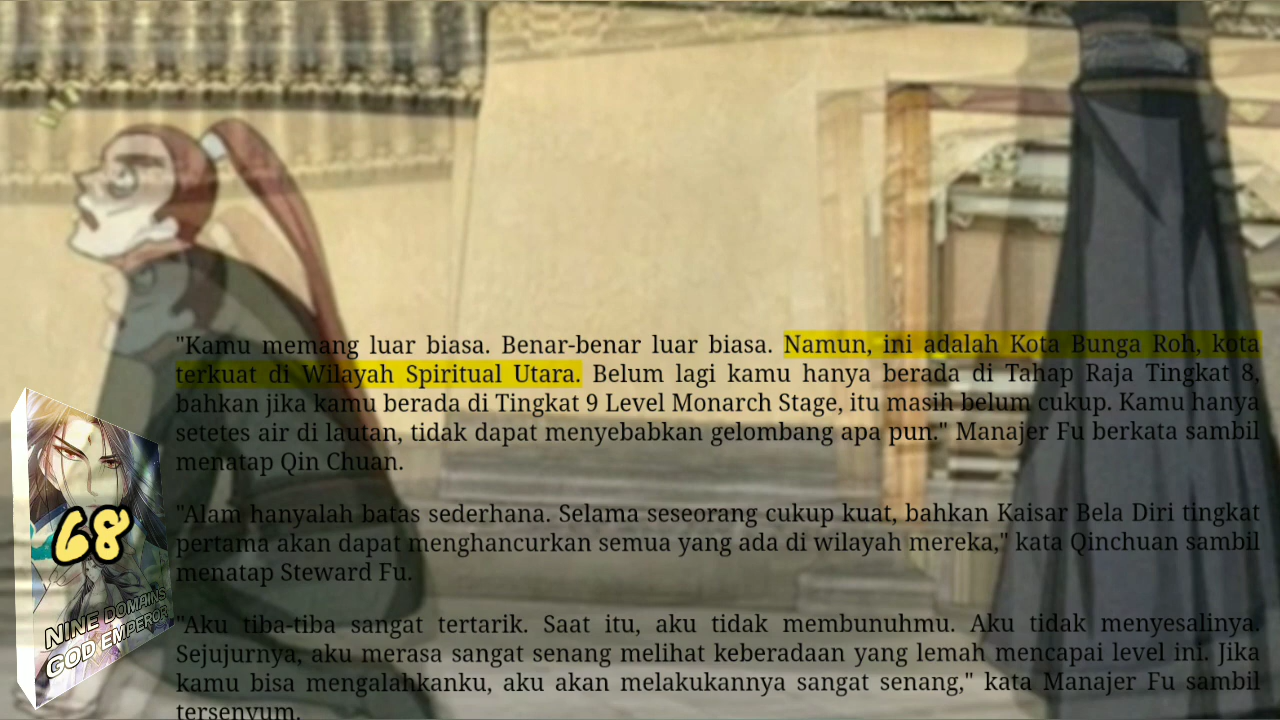 "Kamu memang luar biasa. Benar-benar luar biasa. Namun, ini adalah Kota Bunga Roh, kota
terkuat di Wilayah Spiritual Utara. Belum lagi kamu hanya berada di Tahap Raja Tingkat 8,
bahkan jika kamu berada di Tingkat 9 Level Monarch Stage, itu masih belum cukup. Kamu hanya
setetes air di lautan, tidak dapat menyebabkan gelombang apa pun." Manajer Fu berkata sambil
menatap Qin Chuan.
"Alam hanyalah batas sederhana. Selama seseorang cukup kuat, bahkan Kaisar Bela Diri tingkat
pertama akan dapat menghancurkan semua yang ada di wilayah mereka," kata Qinchuan sambil
menatap Steward Fu.
"Aku tiba-tiba sangat tertarik. Saat itu, aku tidak membunuhmu. Aku tidak menyesalinya.
Sejujurnya, aku merasa sangat senang melihat keberadaan yang lemah mencapai level ini. Jika
kamu bisa mengalahkanku, aku akan melakukannya sangat senang," kata Manajer Fu sambil
tersenyum.
68
NINE DOMAINS
GOD EMPEROR